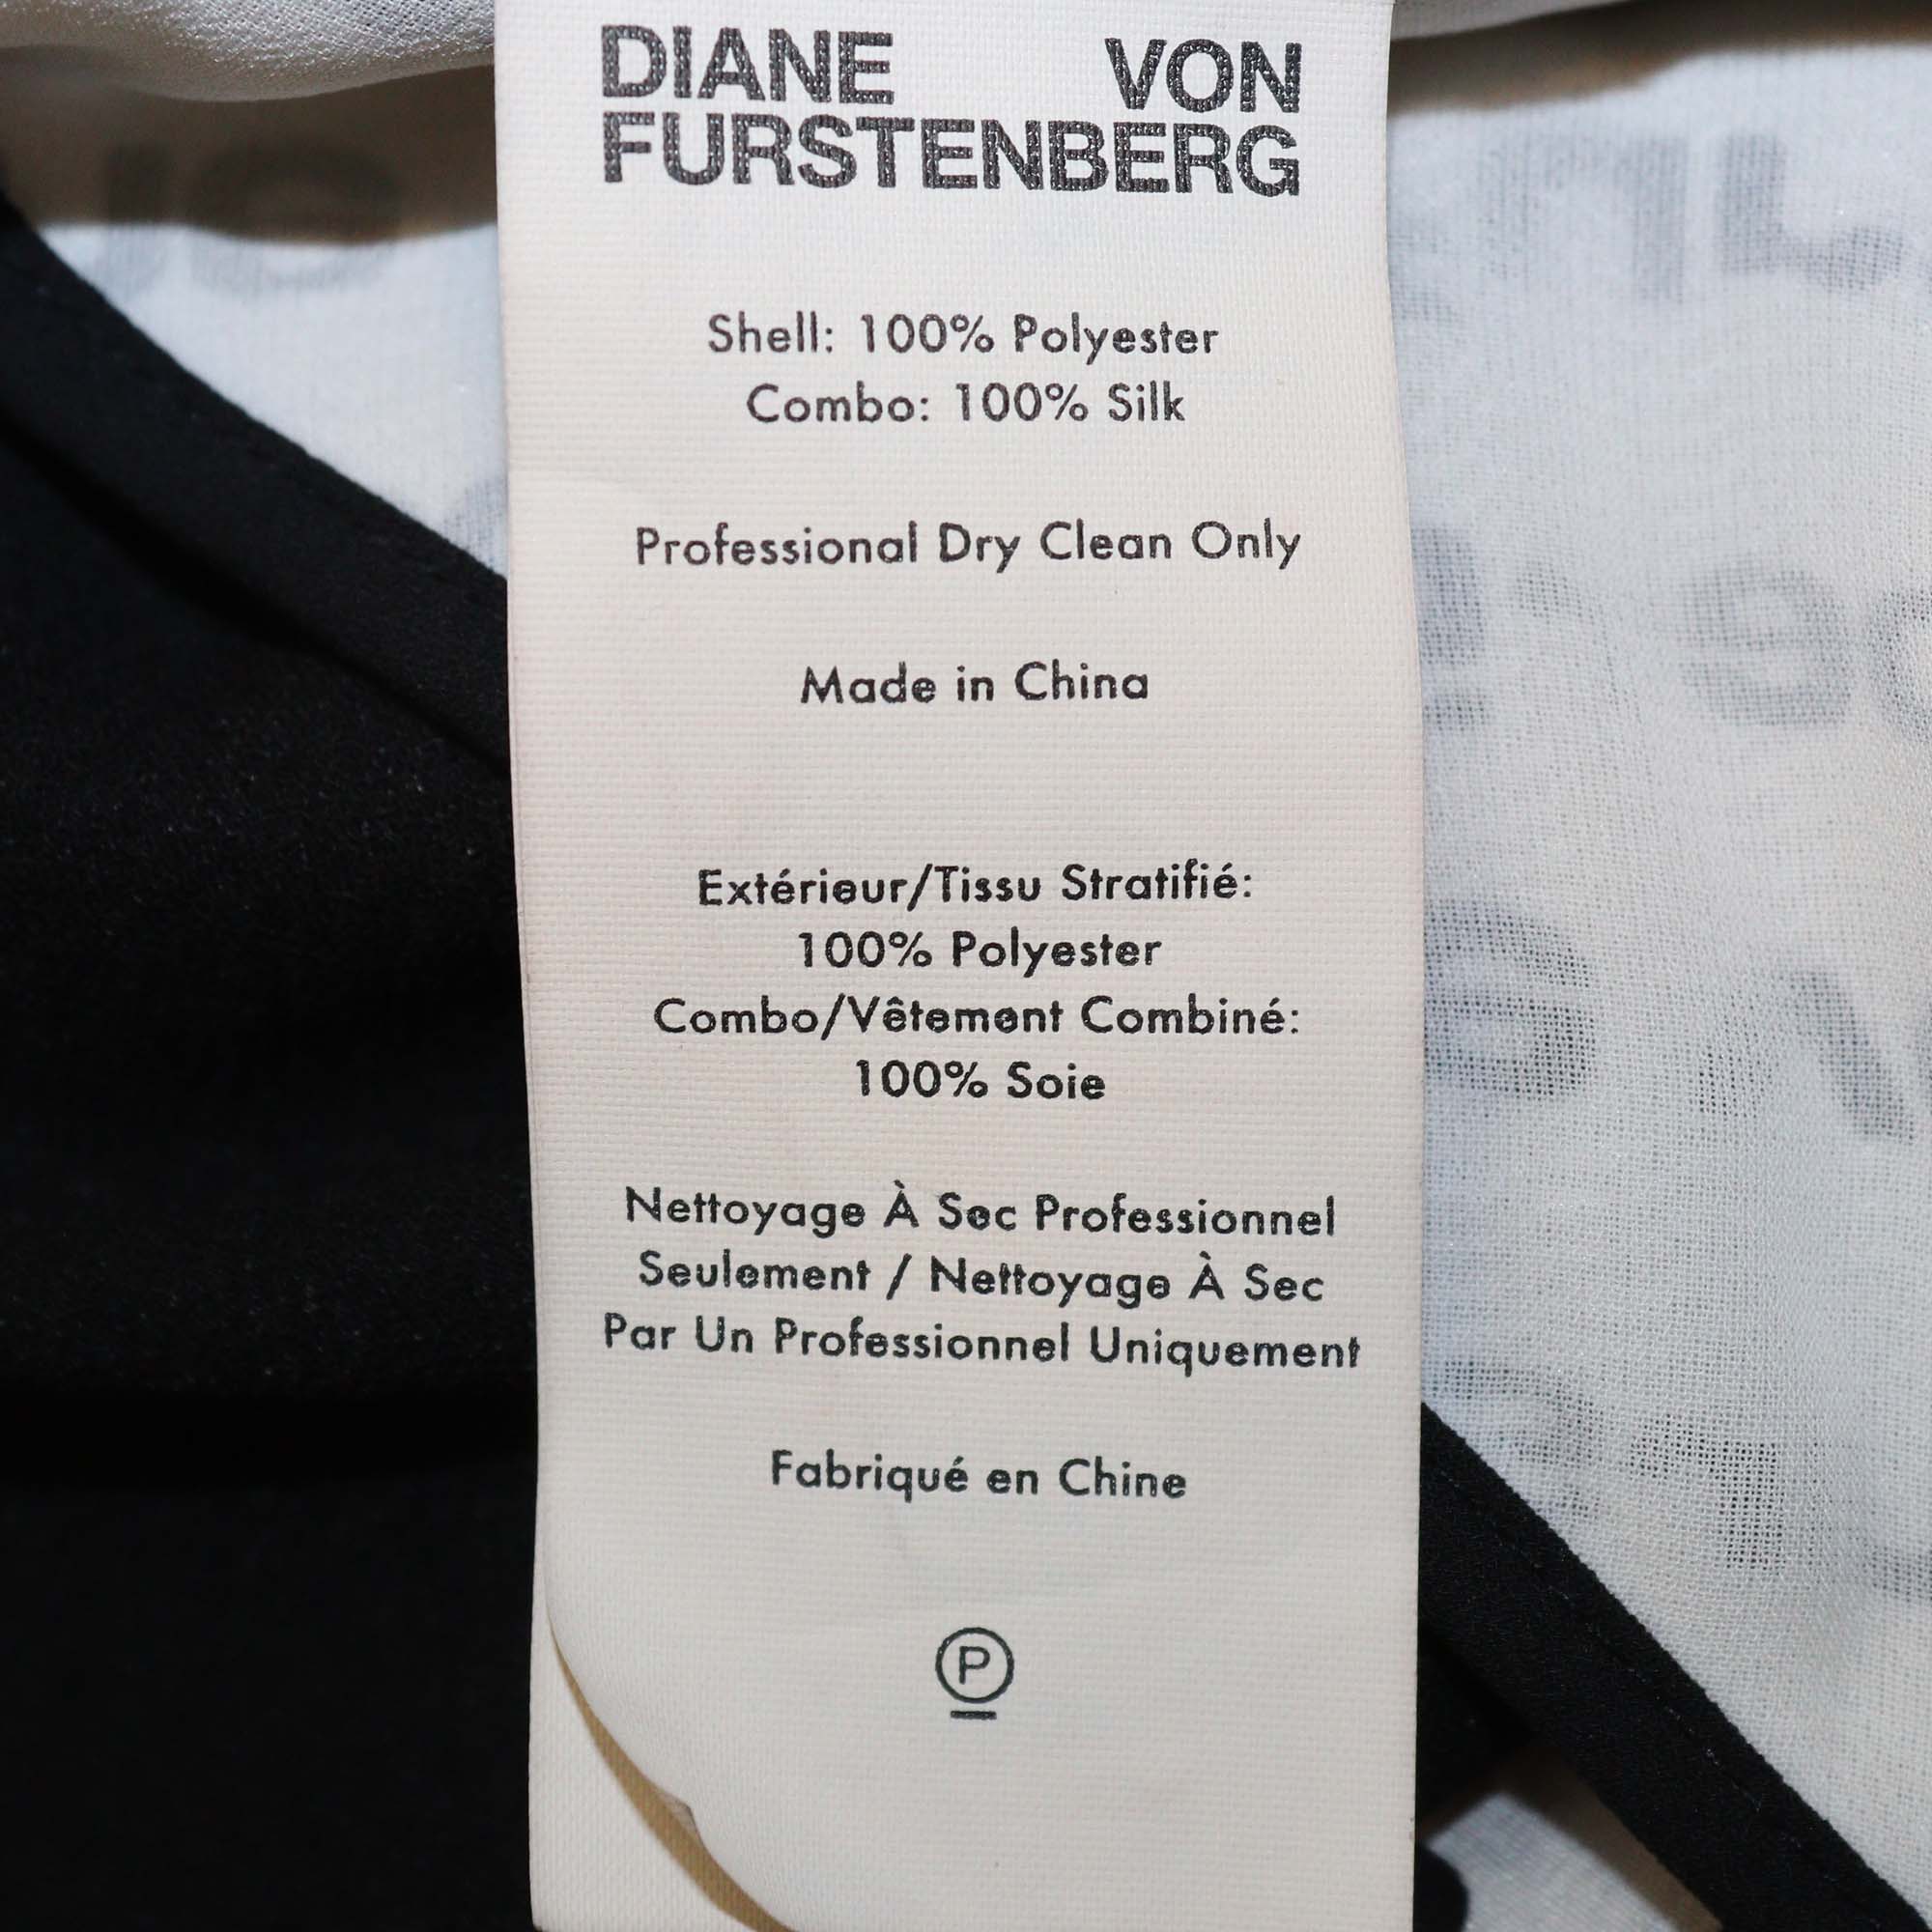 DIANE VON
FURSTENBERG
Shell: 100% Polyester
Combo: 100% Silk
Professional Dry Clean Only
Made in China
Extérieur/Tissu Stratifié:
100% Polyester
Combo/Vêtement Combiné:
100% Soie
Nettoyage À Sec Professionnel
Seulement / Nettoyage À Sec
Par Un Professionnel Uniquement
Fabriqué en Chine
P